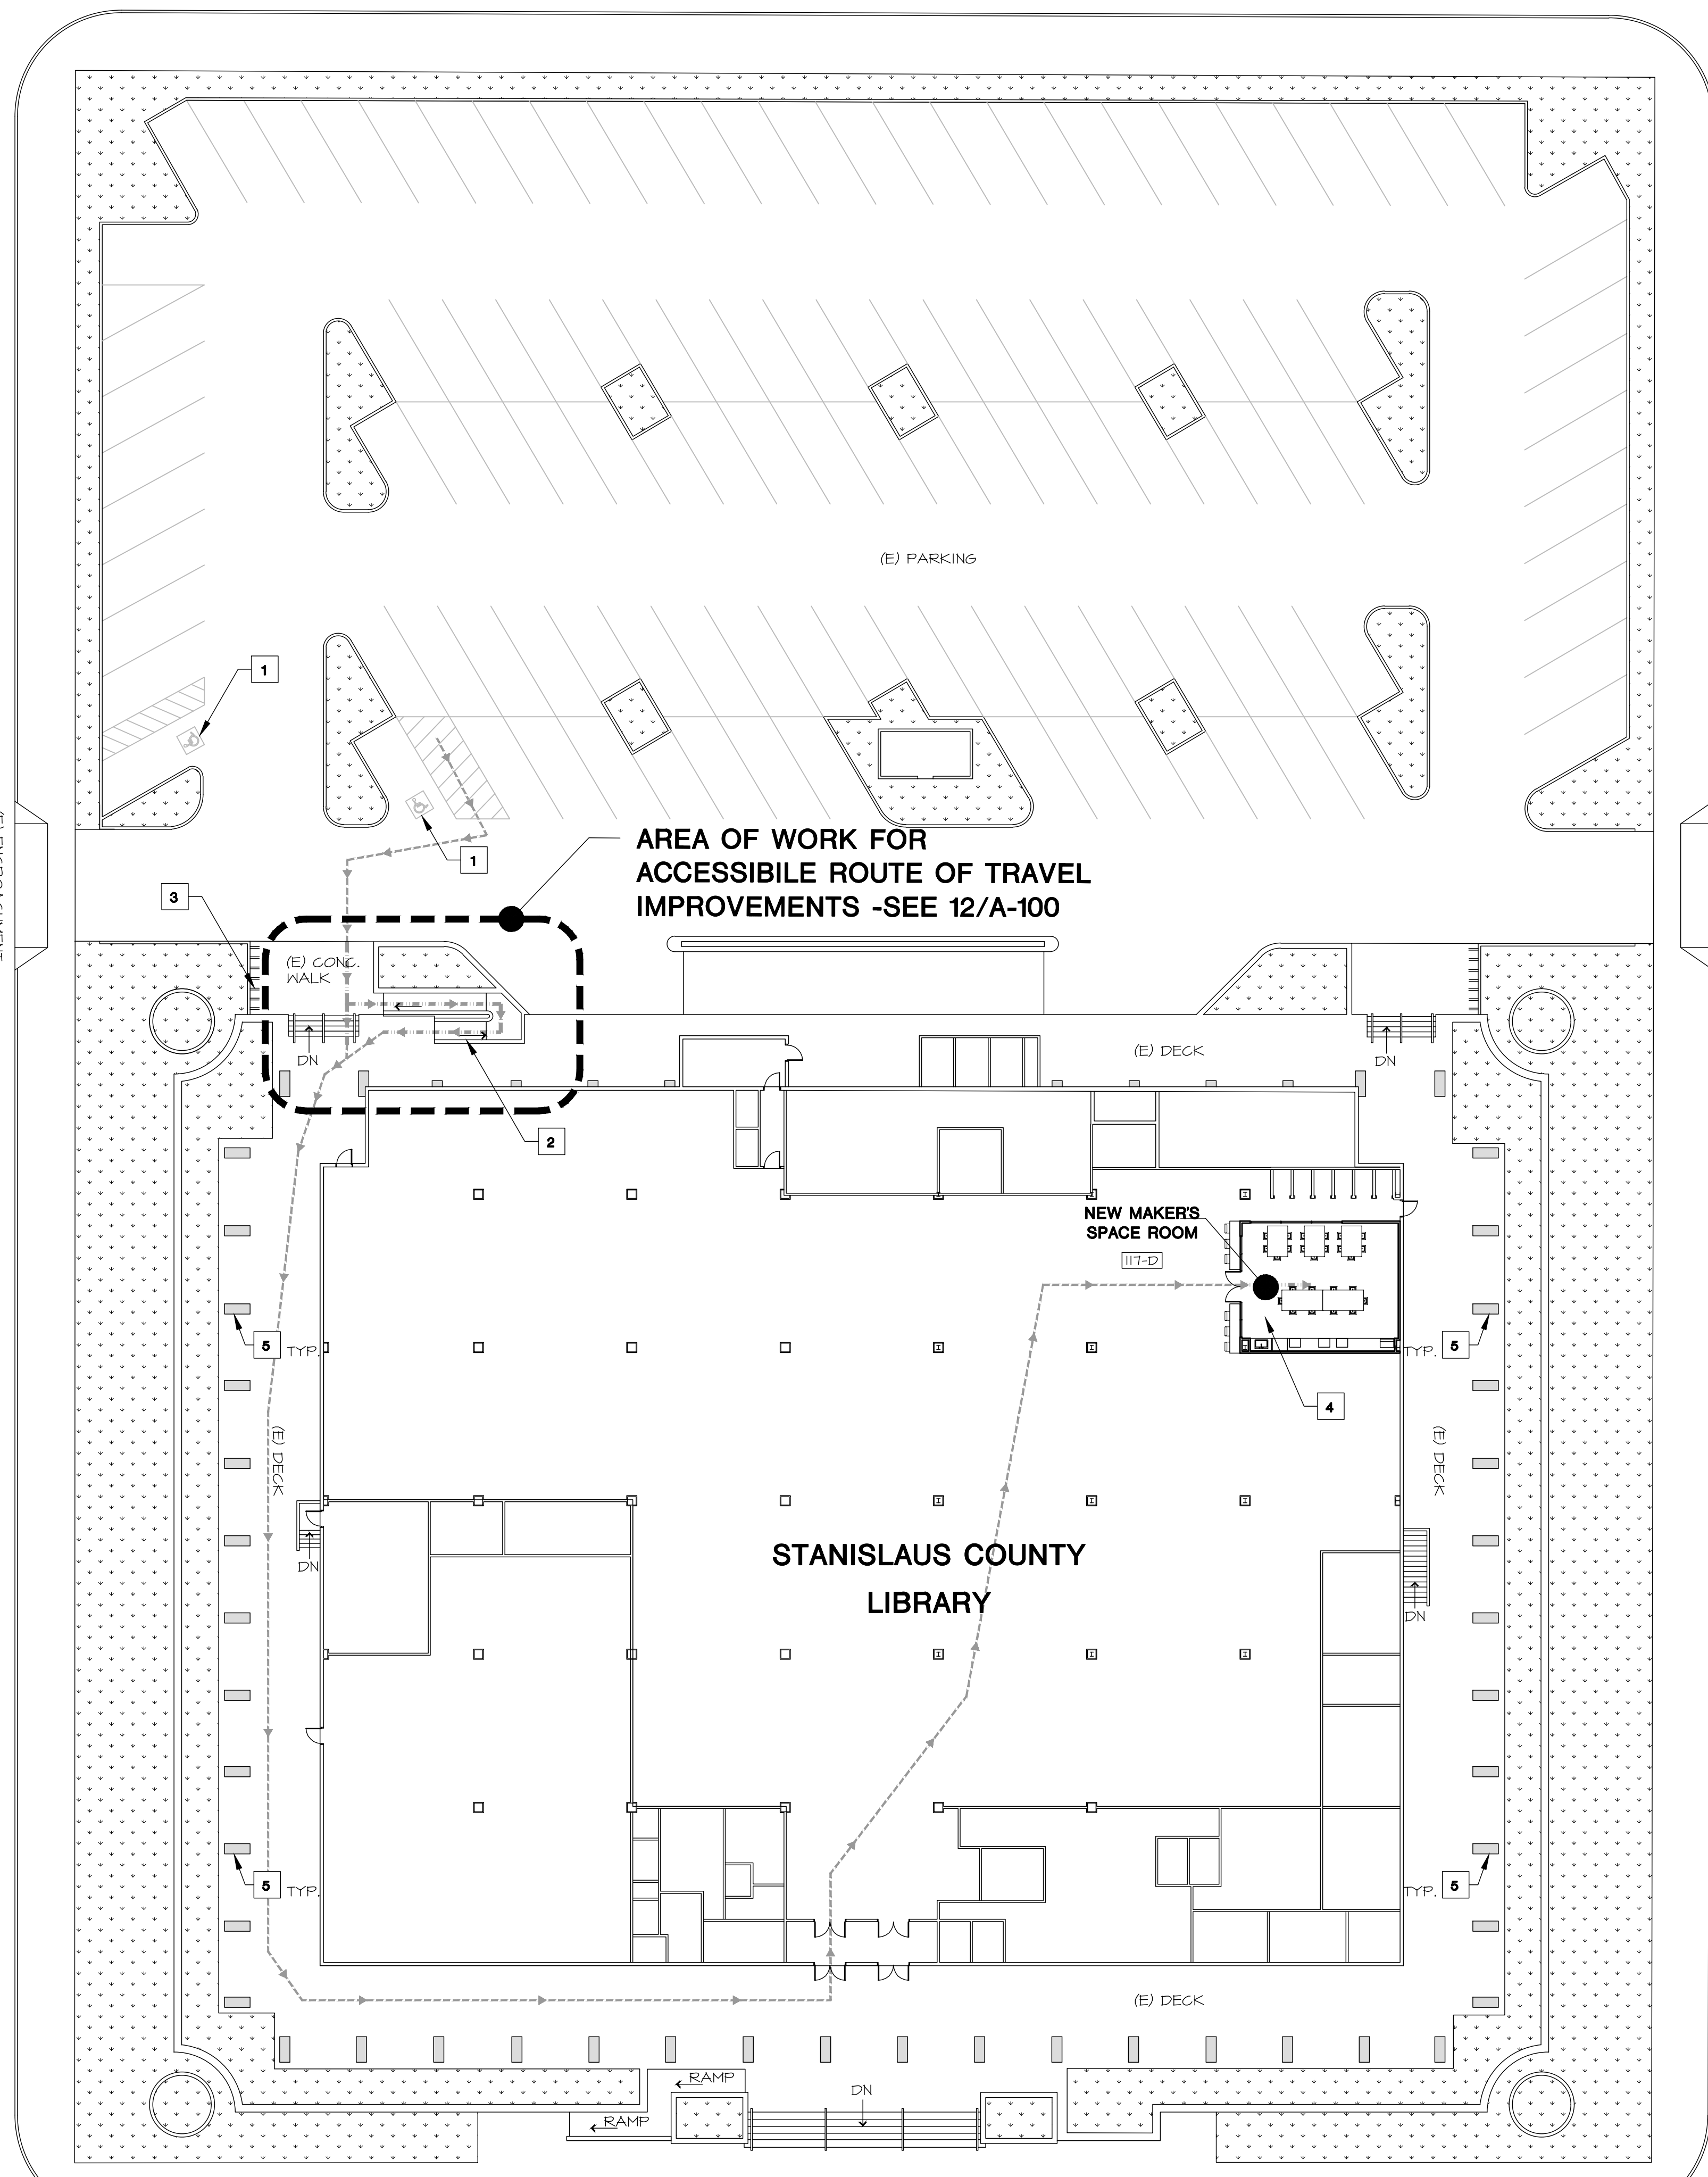 (E) PARKING
1
1
AREA OF WORK FOR
ACCESSIBILE ROUTE OF TRAVEL
IMPROVEMENTS -SEE 12/A-100
3
(E) CONC.
WALK
DN
(E) DECK
DN
2
NEW MAKER'S
SPACE ROOM
117-D
5
TYP.
TYP.
5
4
(E) DECK
(E) DECK
STANISLAUS COUNTY
LIBRARY
DN
DN
5
TYP.
TYP.
5
(E) DECK
RAMP
DN
RAMP